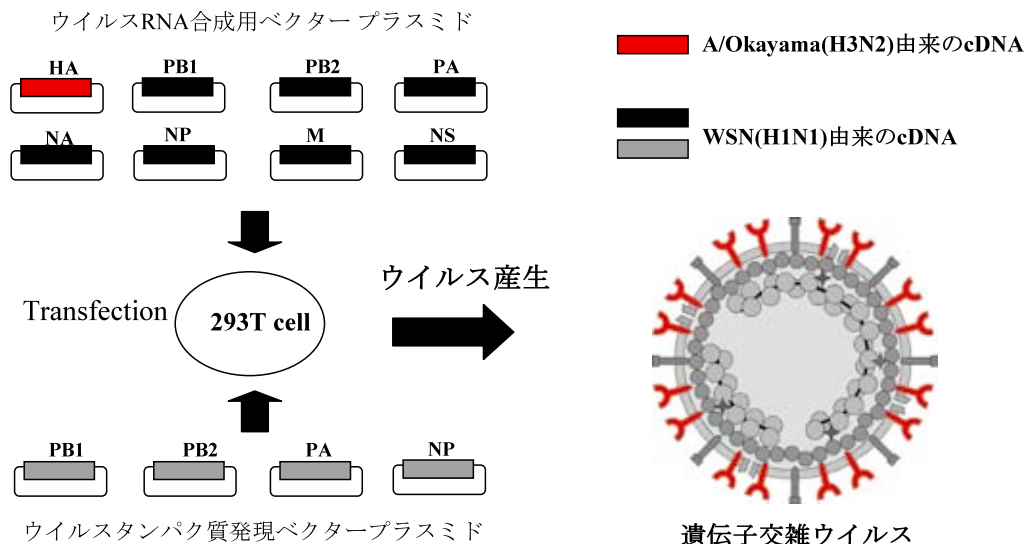 ウイルスRNA合成用ベクター プラスミド
HA PB1 PB2 PA
NA NP M NS
Transfection
293T cell
ウイルス産生
PB1 PB2 PA NP
ウイルスタンパク質発現ベクタープラスミド
A/Okayama(H3N2)由来のcDNA
WSN(H1N1)由来のcDNA
遺伝子交雑ウイルス